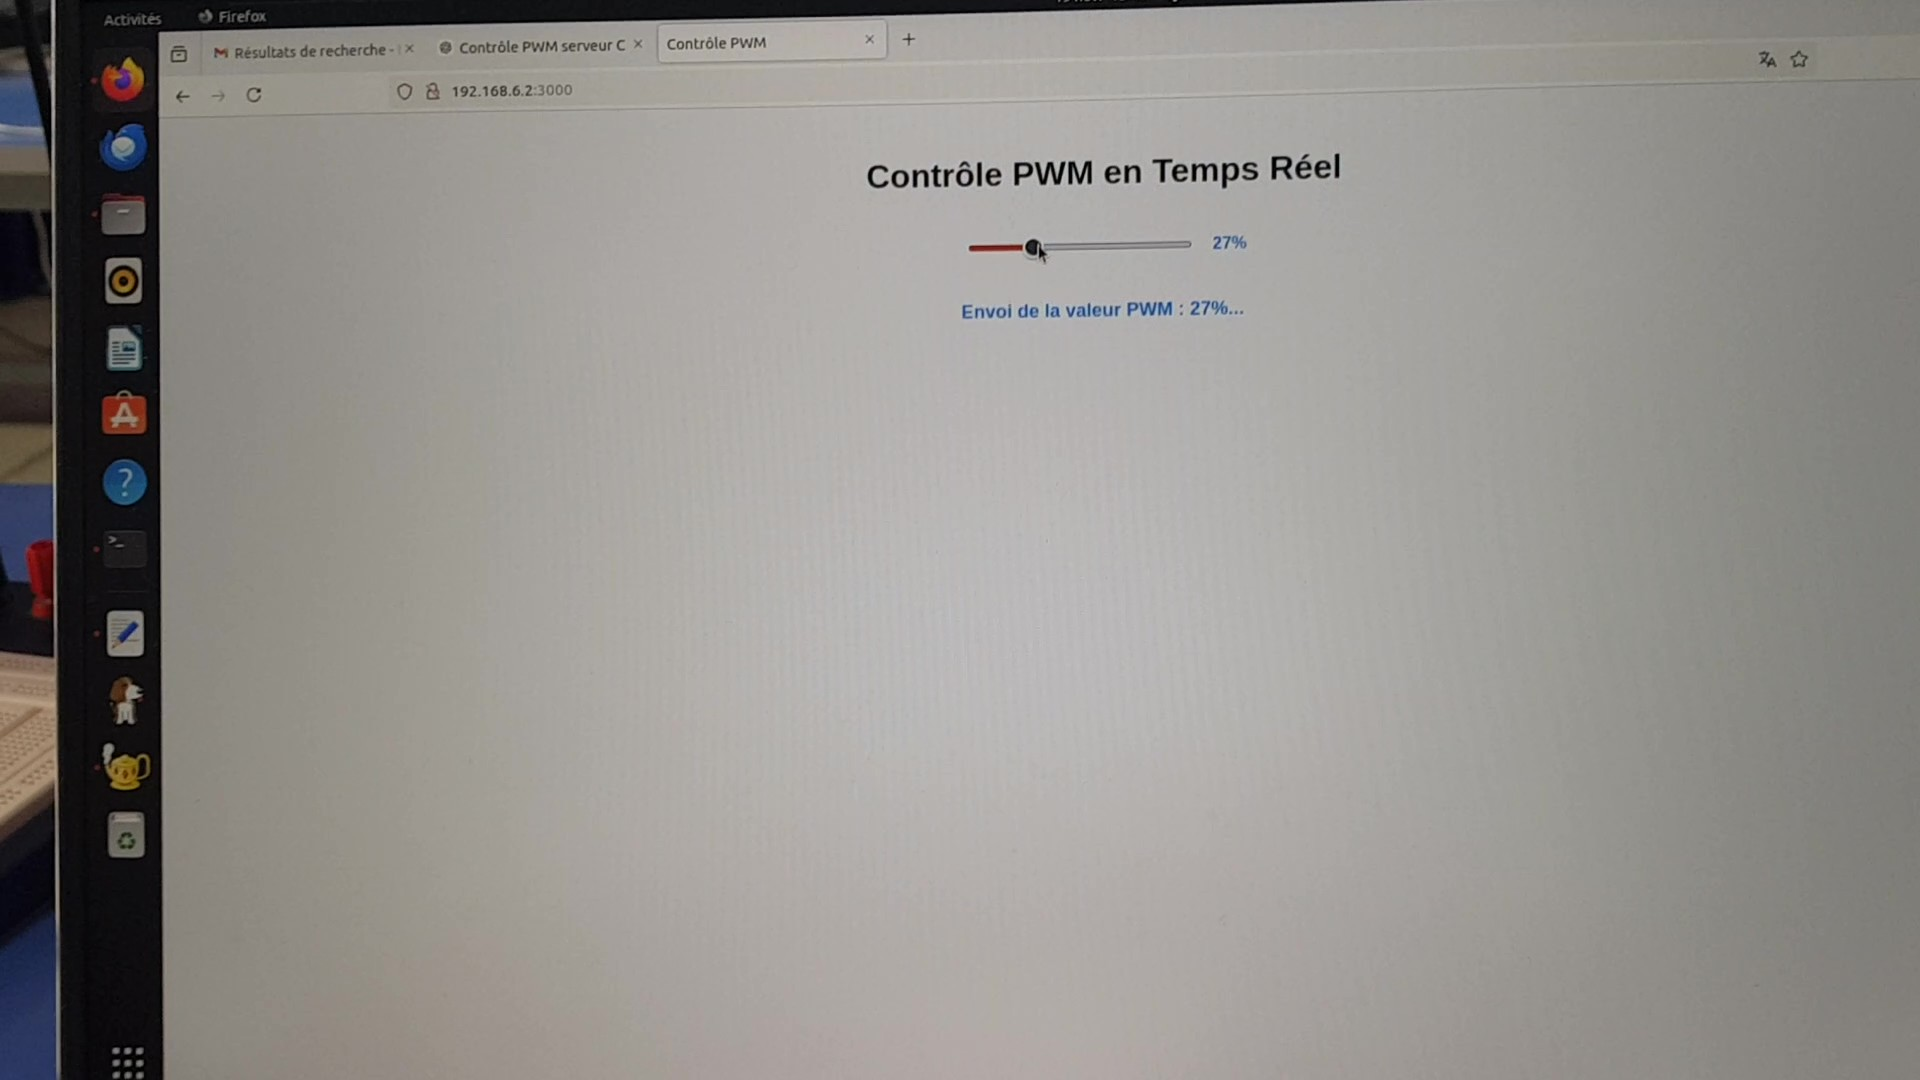 Activités
Firefox
Résultats de recherche -
Contrôle PWM serveur C
Contrôle PWM
192.168.6.2:3000
Contrôle PWM en Temps Réel
27%
Envoi de la valeur PWM : 27%...